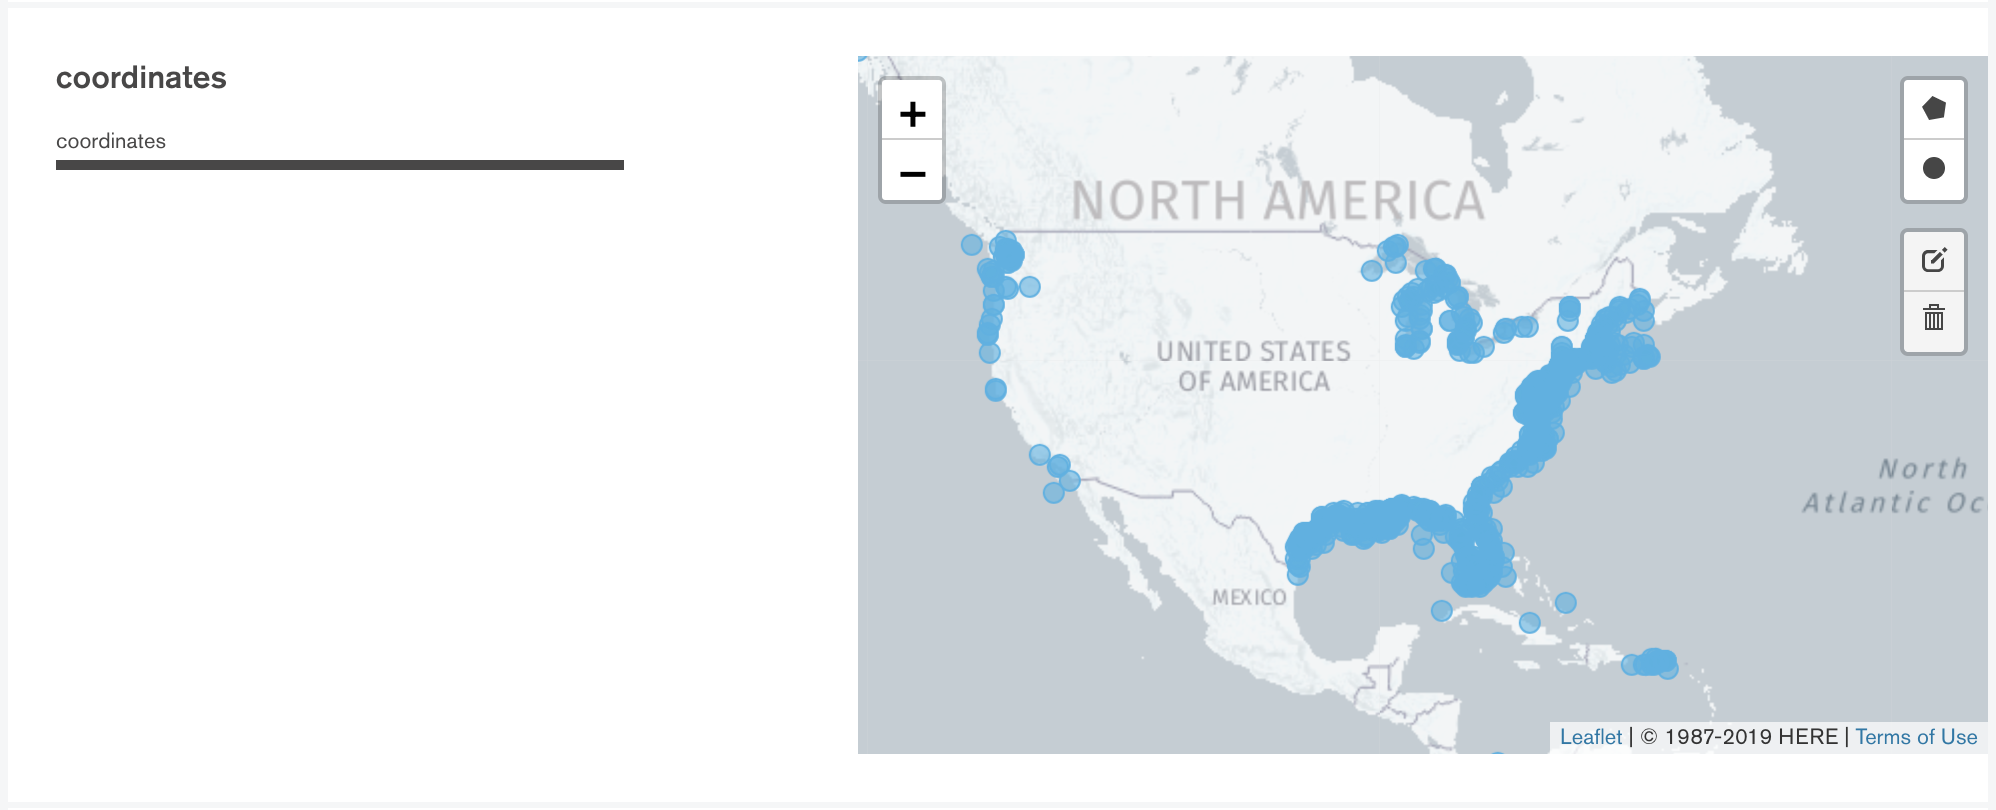 coordinates
coordinates
+
−
NORTH AMERICA
UNITED STATES
OF AMERICA
MEXICO
North
Atlantic Oc
Leaflet | © 1987-2019 HERE | Terms of Use